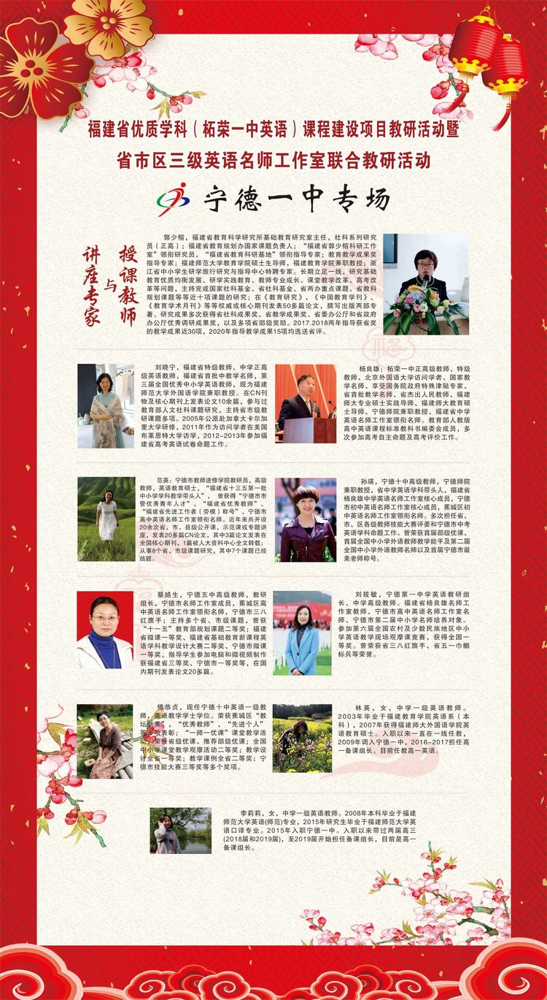 福建省优质学科（柘荣一中英语）课程建设项目教研活动暨
省市区三级英语名师工作室联合教研活动
宁德一中专场
授课教师
与
讲座专家
郭少榕，福建省教育科学研究所基础教育研究室主任，社科系列研究
员（正高）；福建省教育规划办国家课题负责人；“福建省郭少榕科研工作
室”领衔研究员，“福建省教育科研基地”领衔指导专家；教育教学成果奖
指导专家；福建师范大学教育学院硕士生导师，福建教育学院兼职教授；浙
江省中小学生研学旅行研究与指导中心特聘专家。长期立足一线，研究基础
教育优质均衡发展、研学实践教育、教师专业成长、课堂教学改革、高考改
革等问题，主持完成国家社科基金、省社科基金、省两办重点课题、省教科
规划课题等等近十项课题的研究；在《教育研究》、《中国教育学刊》、
《教育学术月刊》等等权威或核心期刊发表50多篇论文，撰写出版两部专
著。研究成果多次获得省社科成果奖、省教学成果奖、省委办公厅和省政府
办公厅优秀调研成果奖，以及多项省部级奖励。2017.2018两年指导获省奖
的教学成果近30项，2020年指导教学成果15项均选送省评。
刘晓宁，福建省特级教师、中学正高
级英语教师，福建省首批中教学名师，第
三届全国优秀中小学英语教师，现为福建
师范大学外国语学院兼职教授。在CN刊
物及核心期刊上发表论文10余篇，参与过
教育部人文社科课题研究，主持省市级教
研课题多项。2005年公派赴加拿大卡尔加
里大学研修，2011年作为访问学者在美国
布莱恩特大学访学，2012-2013年参加福
建省高考英语试卷命题工作。
杨良雄：柘荣一中正高级教师、特级
教师、北京外国语大学访问学者、国家教
学名师、享受国务院政府特殊津贴专家、
省首批教学名师、省杰出人民教师、福建
师大专业硕士实践导师、福建师大教育硕
士导师、宁德师院兼职教授、福建省中学
英语名师工作室领衔名师。教育部人教版
高中英语课程标准教科书编委会成员，多
次参加高考自主命题及高考评价工作。
范英：宁德市教师进修学院教研员，高级
教师，英语教育硕士，“福建省十三五第一批
中小学学科教学带头人”， 曾获得“宁德市市
管优秀青年人才”、“福建省优秀教师”、
“福建省先进工作者（劳模）称号”、宁德市
高中英语名师工作室领衔名师。近年来共开设
20余次省、市、县级公开课、示范课或专题讲
座，发表20多篇CN论文，其中3篇论文发表在
全国核心期刊，1篇被人大资料中心全文转载；
从事8个省、市级课题研究，其中7个课题已经
结题。
孙瑛，宁德十中高级教师，宁德师院
兼职教授，省中学英语学科带头人，福建省
杨良雄中学英语名师工作室核心成员，宁德
市初中英语名师工作室核心成员，蕉城区初
中英语名师工作室领衔名师。多次担任省、
市、区各级教师技能大赛评委和宁德市中考
英语学科命题工作。曾荣获首届部级优课、
首届全国中小学外语教师教学能手及第二届
全国中小学外语教师名师以及首届宁德市最
美老师称号。
蔡皓生，宁德五中高级教师，教研
组长，宁德市名师工作室成员，蕉城区高
中英语名师工作室领衔名师，宁德市三八
红旗手；主持多个省、市级课题，曾获
“十一五”教育部规划课题二等奖；福建
省微课一等奖、福建省基础教育新课程英
语学科教学设计大赛二等奖、宁德市微课
一等奖，指导学生参加电脑和微视频制作
获福建省三等奖、宁德市一等奖等，在国
内期刊发表论文20多篇。
刘筱敏，宁德第一中学英语教研组
长、中学高级教师。福建省杨良雄名师工
作室教师、宁德市高中英语名师工作室名
师、宁德市第二届中小学名师培养对象。
参加第六届全国农村及少数民族地区中小
学英语教学现场观摩课竞赛，获得全国一
等奖。曾荣获省三八红旗手、省五一巾帼
标兵等荣誉。
傅恭贞，现任宁德十中英语一级教
师，英语教学学士学位。荣获蕉城区“教
坛新秀”，“优秀教师”，“先进个人”
等多项表彰；“一师一优课”课堂教学活
动，荣获省级优课、推荐部级优课；全国
中小学课堂教学观摩活动二等奖；教学设
计全省一等奖；教学课例全省二等奖；宁
德市技能大赛三等奖等多个奖项。
林英，女，中学一级英语教师。
2003年毕业于福建教育学院英语系（本
科），2007年获得福建师大外国语学院英
语教育硕士。入职以来一直在一线任教，
2009年调入宁德一中，2016-2017担任高
一备课组长。目前任教高一英语。
李莉莉，女，中学一级英语教师。2008年本科毕业于福建
师范大学英语(师范)专业，2015年研究生毕业于福建师范大学英
语口译专业。2015年入职宁德一中。入职以来带过两届高三
(2018届和2019届)，至2019届开始担任备课组长，目前是高一
备课组长。